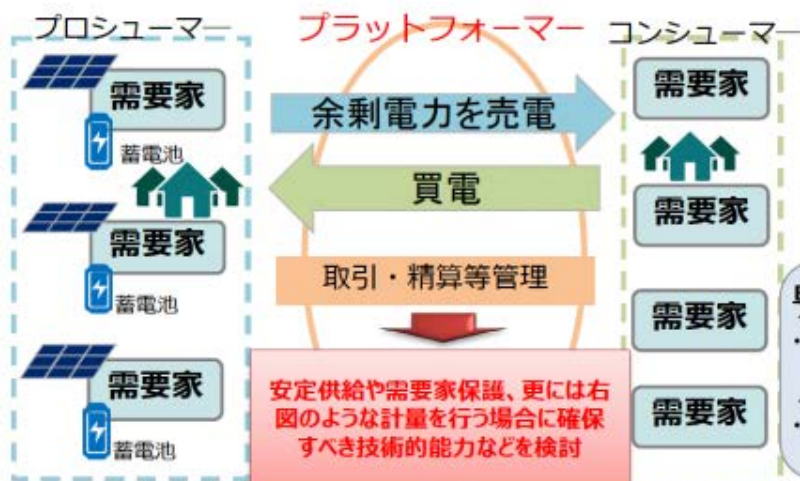 プロシューマー
プラットフォーマー
コンシューマー
需要家
蓄電池
需要家
蓄電池
需要家
蓄電池
余剰電力を売電
買電
取引・精算等管理
安定供給や需要家保護、更には右
図のような計量を行う場合に確保
すべき技術的能力などを検討
需要家
需要家
需要家
需要家